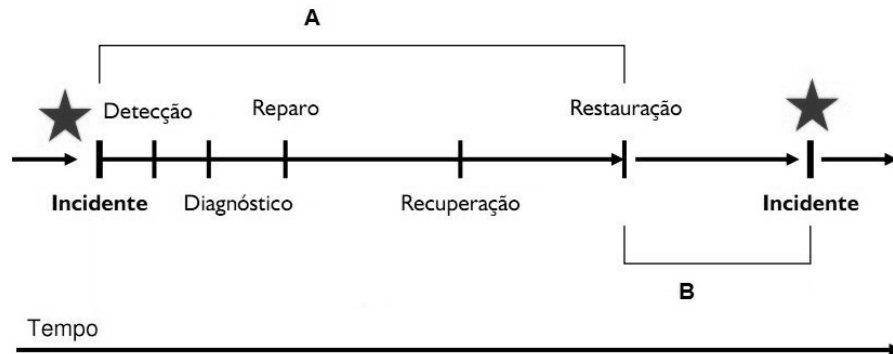 A
Detecção
Reparo
Restauração
Incidente
Diagnóstico
Recuperação
Incidente
B
Tempo